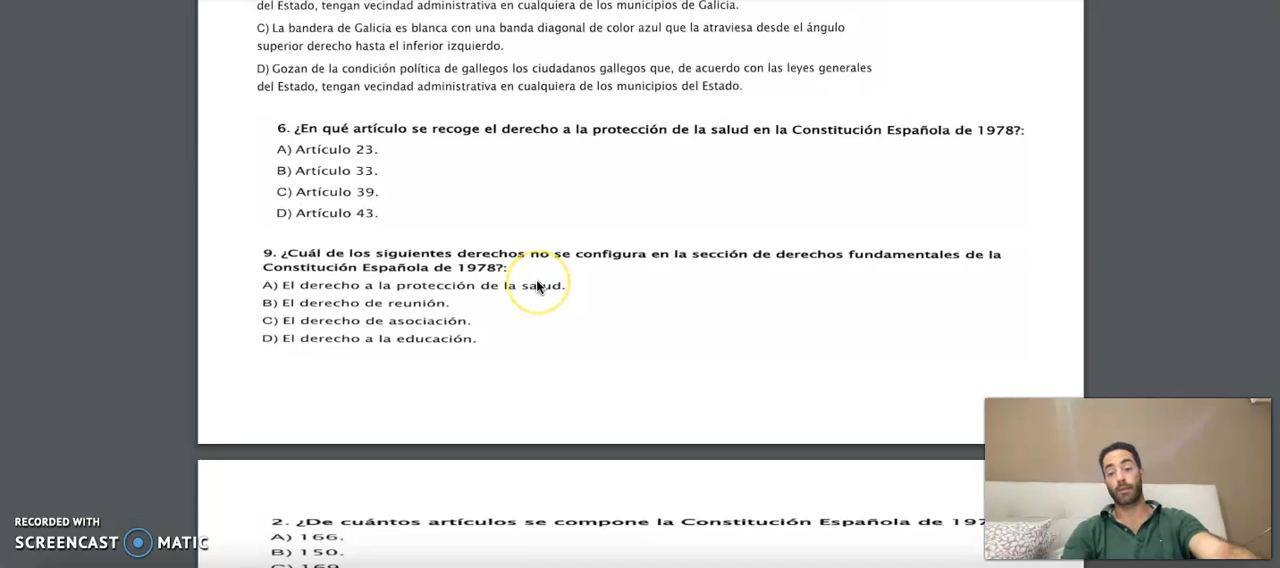 del Estado, tengan vecindad administrativa en cualquiera de los municipios de Galicia.
C) La bandera de Galicia es blanca con una banda diagonal de color azul que la atraviesa desde el ángulo
superior derecho hasta el inferior izquierdo.
D) Gozan de la condición política de gallegos los ciudadanos gallegos que, de acuerdo con las leyes generales
del Estado, tengan vecindad administrativa en cualquiera de los municipios del Estado.
6. ¿En qué artículo se recoge el derecho a la protección de la salud en la Constitución Española de 1978?:
A) Artículo 23.
B) Artículo 33.
C) Artículo 39.
D) Artículo 43.
9. ¿Cuál de los siguientes derechos no se configura en la sección de derechos fundamentales de la
Constitución Española de 1978?:
A) El derecho a la protección de la salud.
B) El derecho de reunión.
C) El derecho de asociación.
D) El derecho a la educación.
2. ¿De cuántos artículos se compone la Constitución Española de 197
A) 166.
B) 150.
C) 169
RECORDED WITH
SCREENCAST MATIC